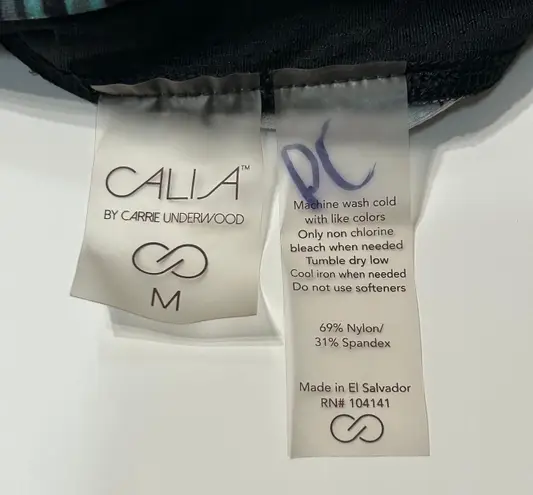 CALIA™
BY CARRIE UNDERWOOD
M
PC
Machine wash cold
with like colors
Only non chlorine
bleach when needed
Tumble dry low
Cool iron when needed
Do not use softeners
69% Nylon/
31% Spandex
Made in El Salvador
RN# 104141